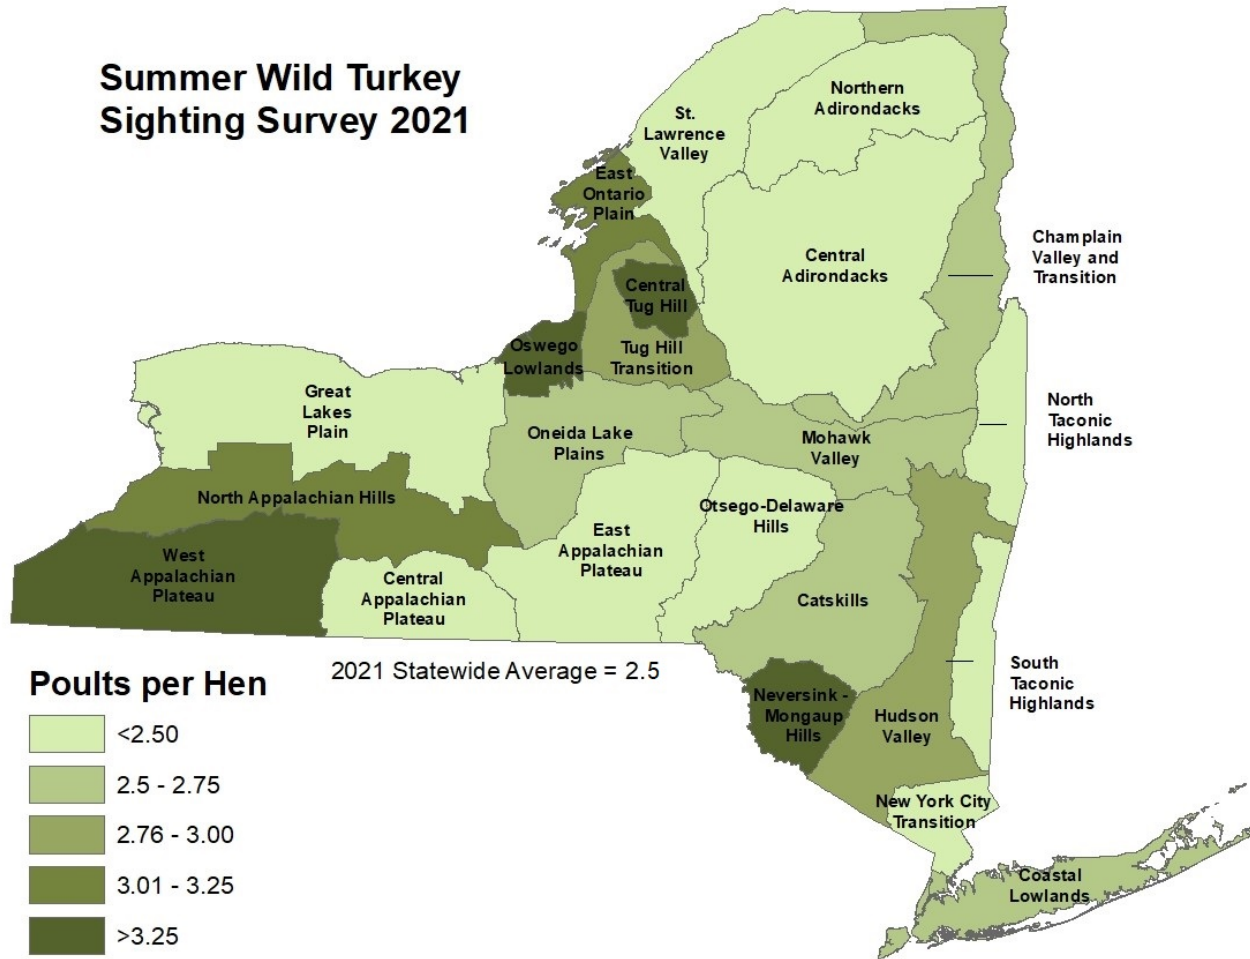 Summer Wild Turkey
Sighting Survey 2021
Northern
Adirondacks
St.
Lawrence
Valley
East
Ontario
Plain
Champlain
Valley and
Transition
Central
Adirondacks
Central
Tug Hill
Oswego
Lowlands
Tug Hill
Transition
Great
Lakes
Plain
North
Taconic
Highlands
Oneida Lake
Plains
Mohawk
Valley
North Appalachian Hills
Otsego-Delaware
Hills
East
Appalachian
Plateau
West
Appalachian
Plateau
Central
Appalachian
Plateau
Catskills
South
Taconic
Highlands
Neversink -
Mongaup
Hills
Hudson
Valley
New York City
Transition
Coastal
Lowlands
2021 Statewide Average = 2.5
Poults per Hen
<2.50
2.5 - 2.75
2.76 - 3.00
3.01 - 3.25
>3.25